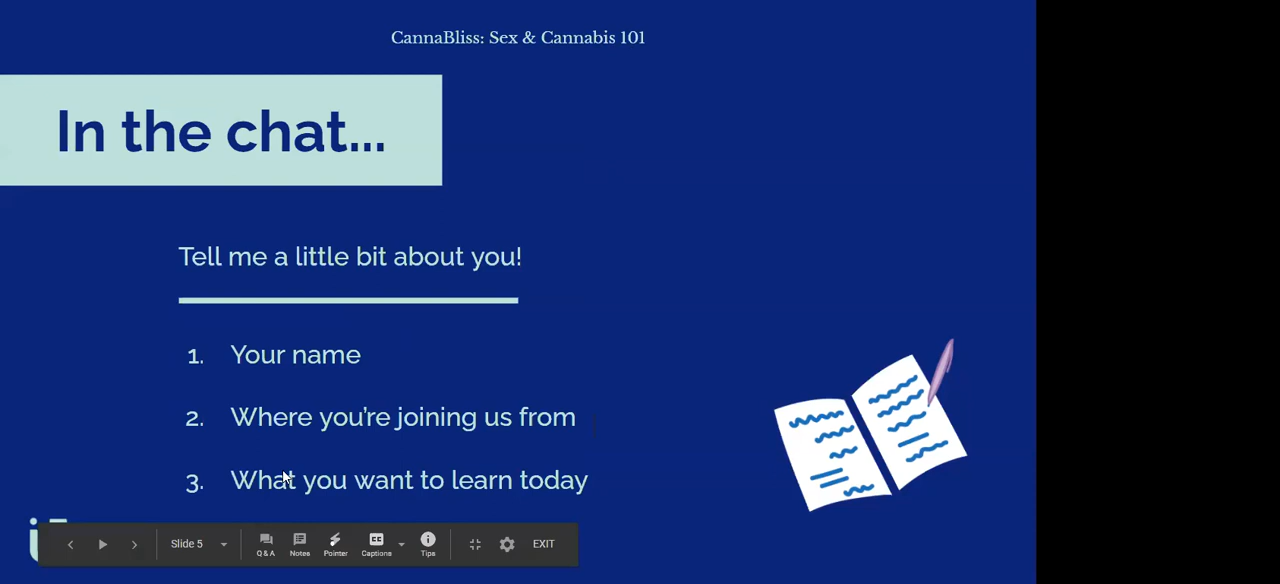 CannaBliss: Sex & Cannabis 101
In the chat...
Tell me a little bit about you!
1. Your name
2. Where you're joining us from
3. What you want to learn today
Slide 5
Q & A
Notes
Pointer
Captions
Tips
EXIT